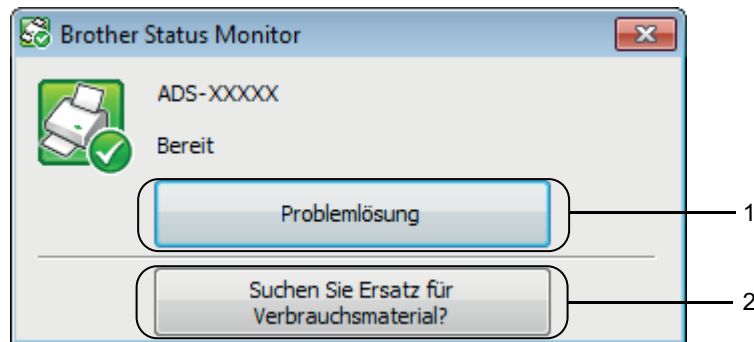 Brother Status Monitor
ADS-XXXXX
Bereit
Problemlösung
1
Suchen Sie Ersatz für
Verbrauchsmaterial?
2